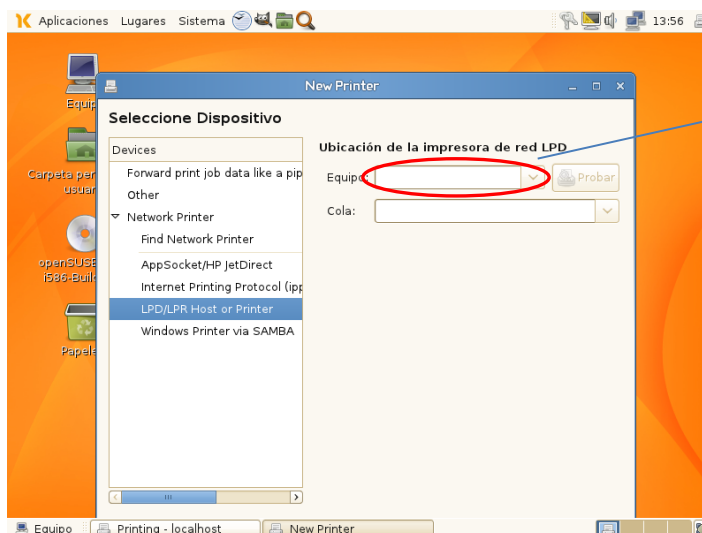 Aplicaciones Lugares Sistema 13:56
New Printer
Seleccione Dispositivo
Devices
Forward print job data like a pip
Other
Network Printer
Find Network Printer
AppSocket/HP JetDirect
Internet Printing Protocol (ipp
LPD/LPR Host or Printer
Windows Printer via SAMBA
Ubicación de la impresora de red LPD
Equipo: Probar
Cola:
Equip
Carpeta per
usuar
openSUSE
i586-Buil
Papele
Equipo Printing - localhost New Printer